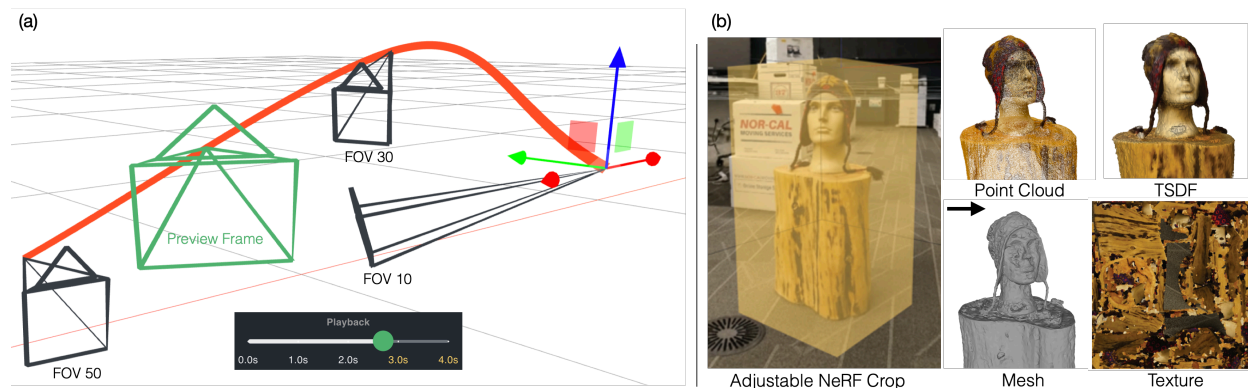 (a)
FOV 30
Preview Frame
FOV 10
FOV 50
Playback
0.0s 1.0s 2.0s 3.0s 4.0s
(b)
NOR-CAL
MOVING SERVICES
Adjustable NeRF Crop
Point Cloud
TSDF
Mesh
Texture